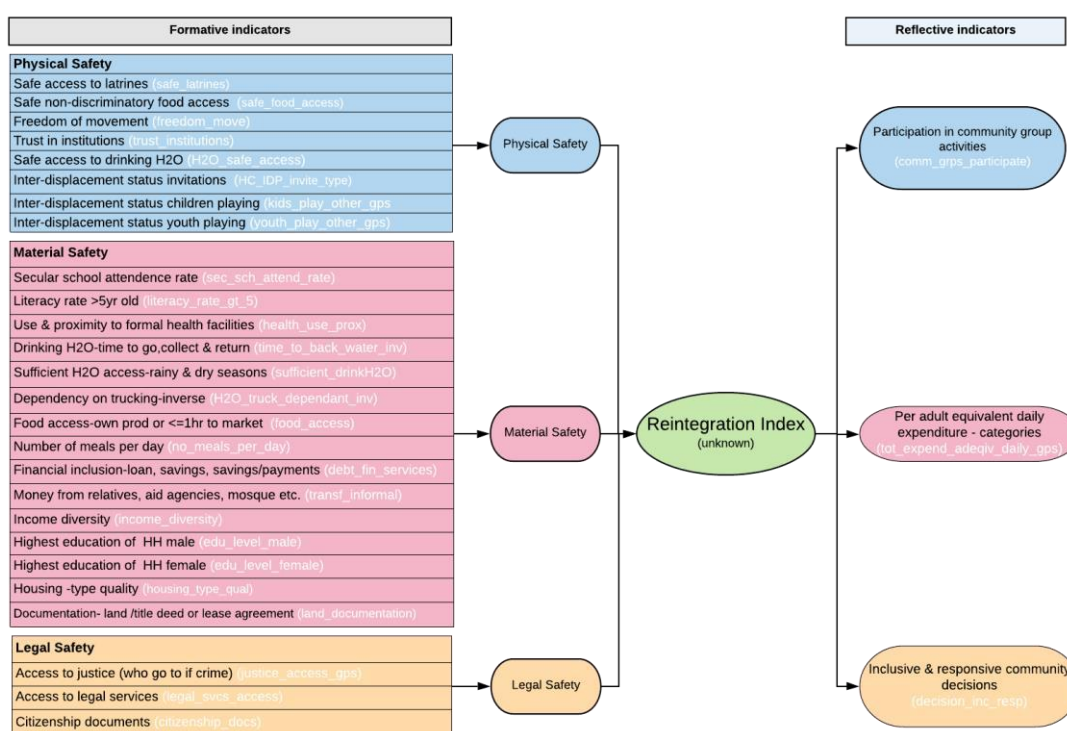 Formative indicators
Reflective indicators
Physical Safety
Safe access to latrines (safe_latrines)
Safe non-discriminatory food access (safe_food_access)
Freedom of movement (freedom_move)
Trust in institutions (trust_institutions)
Safe access to drinking H2O (H2O_safe_access)
Inter-displacement status invitations (HC_IDP_invite_type)
Inter-displacement status children playing (kids_play_other_gps
Inter-displacement status youth playing (youth_play_other_gps)
Physical Safety
Participation in community group
activities
(comm_grps_participate)
Material Safety
Secular school attendence rate (sec_sch_attend_rate)
Literacy rate >5yr old (literacy_rate_gt_5)
Use & proximity to formal health facilities (health_use_prox)
Drinking H2O-time to go,collect & return (time_to_back_water_inv)
Sufficient H2O access-rainy & dry seasons (sufficient_drinkH2O)
Dependency on trucking-inverse (H2O_truck_dependant_inv)
Food access-own prod or <=1hr to market (food_access)
Number of meals per day (no_meals_per_day)
Financial inclusion-loan, savings, savings/payments (debt_fin_services)
Money from relatives, aid agencies, mosque etc. (transf_informal)
Income diversity (income_diversity)
Highest education of HH male (edu_level_male)
Highest education of HH female (edu_level_female)
Housing -type quality (housing_type_qual)
Documentation- land /title deed or lease agreement (land_documentation)
Material Safety
Reintegration Index
(unknown)
Per adult equivalent daily
expenditure - categories
(tot_expend_adeqiv_daily_gps)
Legal Safety
Access to justice (who go to if crime) (justice_access_gps)
Access to legal services (legal_svcs_access)
Citizenship documents (citizenship_docs)
Legal Safety
Inclusive & responsive community
decisions
(decision_inc_resp)